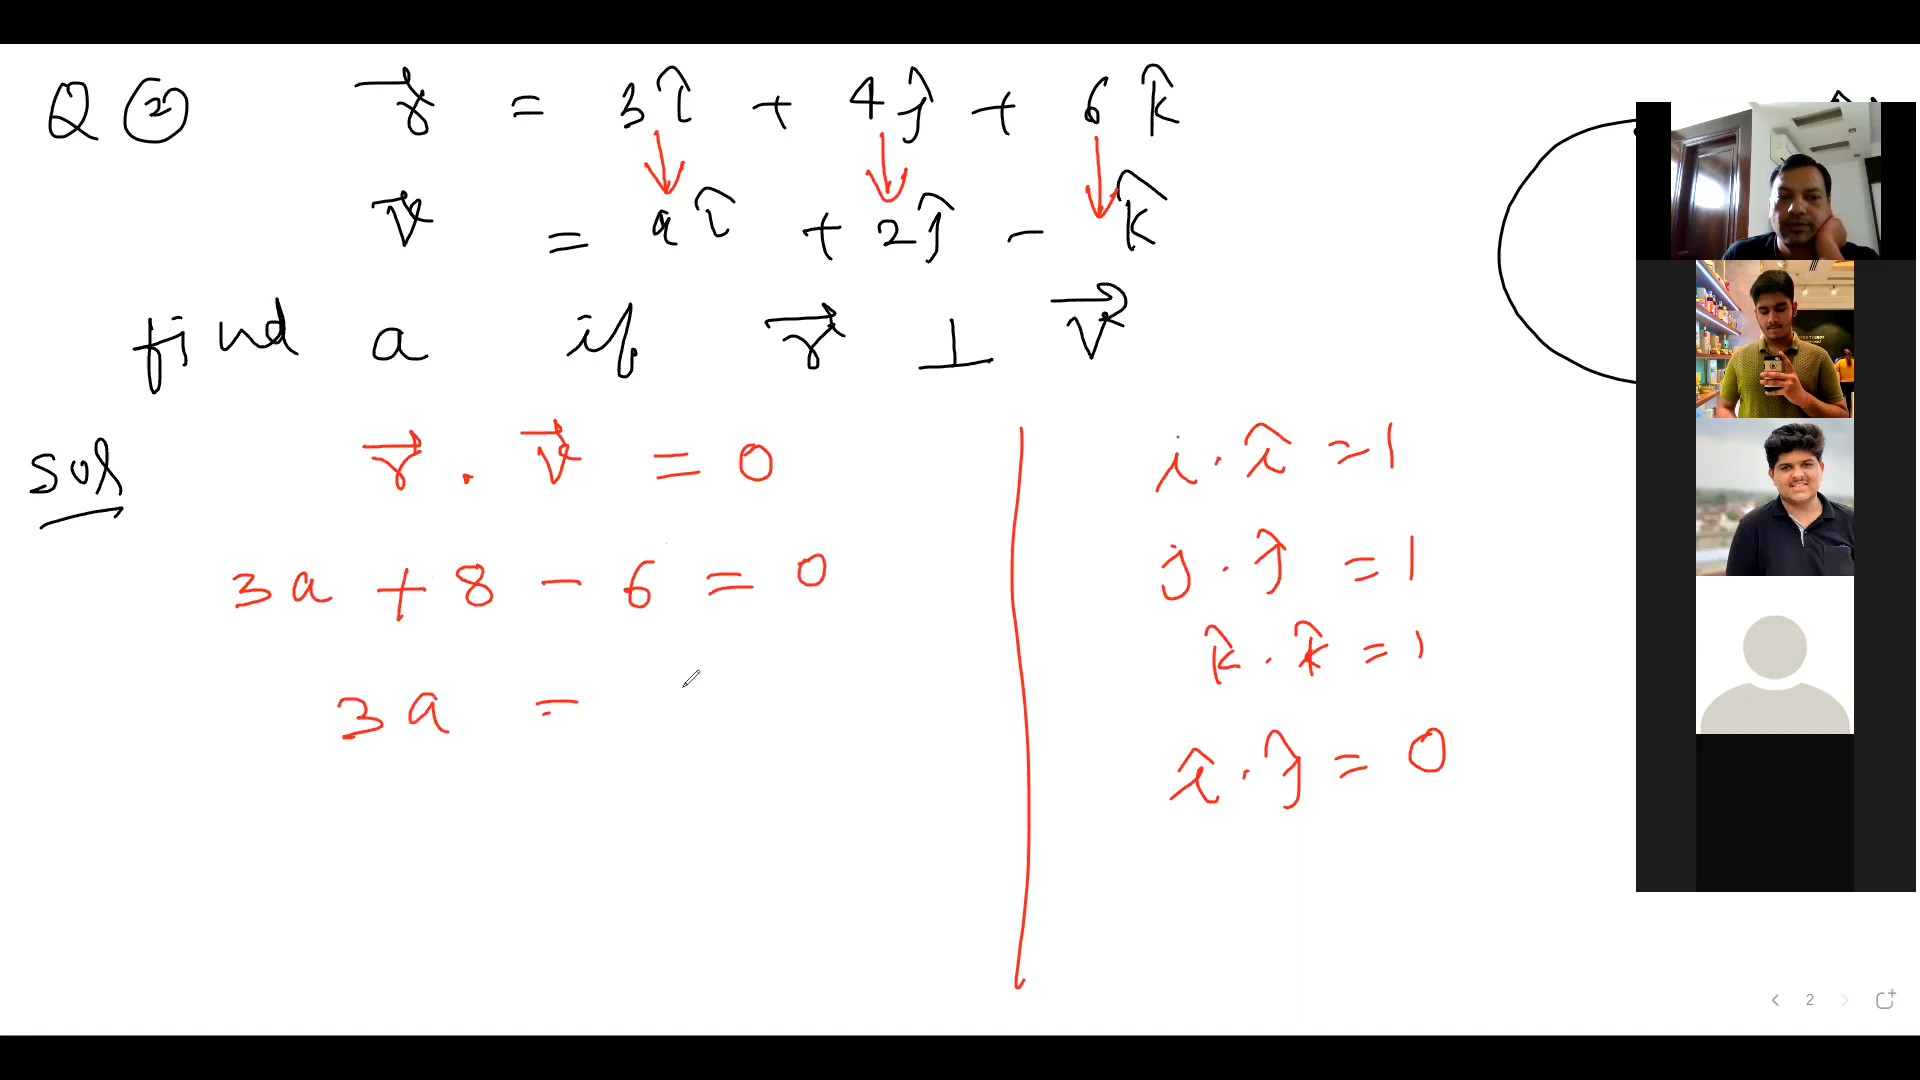 Q ② r⃗ = 3î + 4ĵ + 6k̂
v⃗ = aî + 2ĵ - k̂
find a if r⃗ ⊥ v⃗
Sol r⃗ . v⃗ = 0
3a + 8 - 6 = 0
3a =
i . î = 1
j . ĵ = 1
k̂ . k̂ = 1
î . ĵ = 0
2